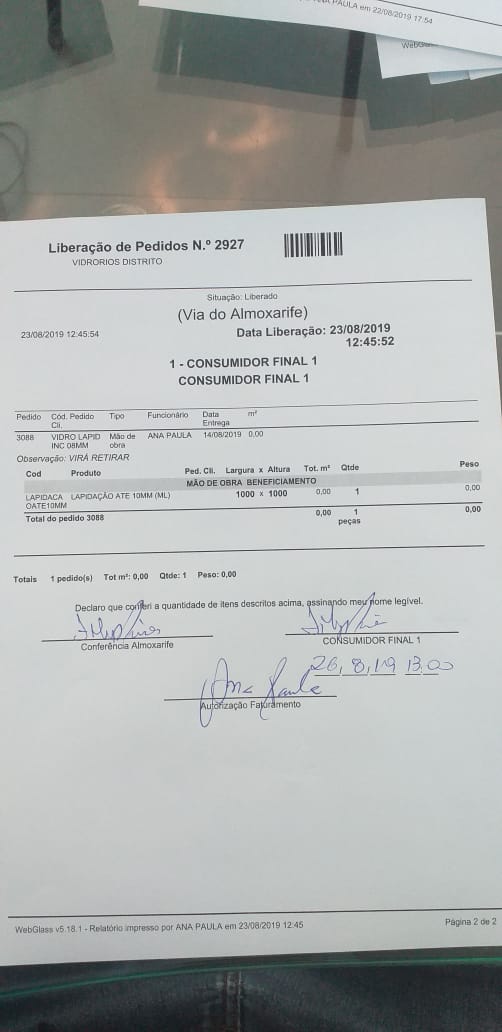 PAULA em 22/08/2019 17:54
WebGl
Liberação de Pedidos N.º 2927
VIDRORIOS DISTRITO
Situação: Liberado
(Via do Almoxarife)
23/08/2019 12:45:54
Data Liberação: 23/08/2019
12:45:52
1 - CONSUMIDOR FINAL 1
CONSUMIDOR FINAL 1
Pedido Cód. Pedido Cli. Tipo Funcionário Data Entrega m²
3088 VIDRO LAPID INC 08MM Mão de obra ANA PAULA 14/08/2019 0,00
Observação: VIRÁ RETIRAR
Cod Produto Ped. Cli. Largura x Altura Tot. m² Qtde Peso
MÃO DE OBRA BENEFICIAMENTO
LAPIDACA OATE10MM LAPIDAÇÃO ATE 10MM (ML) 1000 x 1000 0,00 1 0,00
Total do pedido 3088 0,00 1 peças 0,00
Totais 1 pedido(s) Tot m²: 0,00 Qtde: 1 Peso: 0,00
Declaro que conferi a quantidade de itens descritos acima, assinando meu nome legível.
Conferência Almoxarife
CONSUMIDOR FINAL 1
26, 8, 19 13:00
Ana Paula
Autorização Faturamento
WebGlass v5.18.1 - Relatório impresso por ANA PAULA em 23/08/2019 12:45
Página 2 de 2